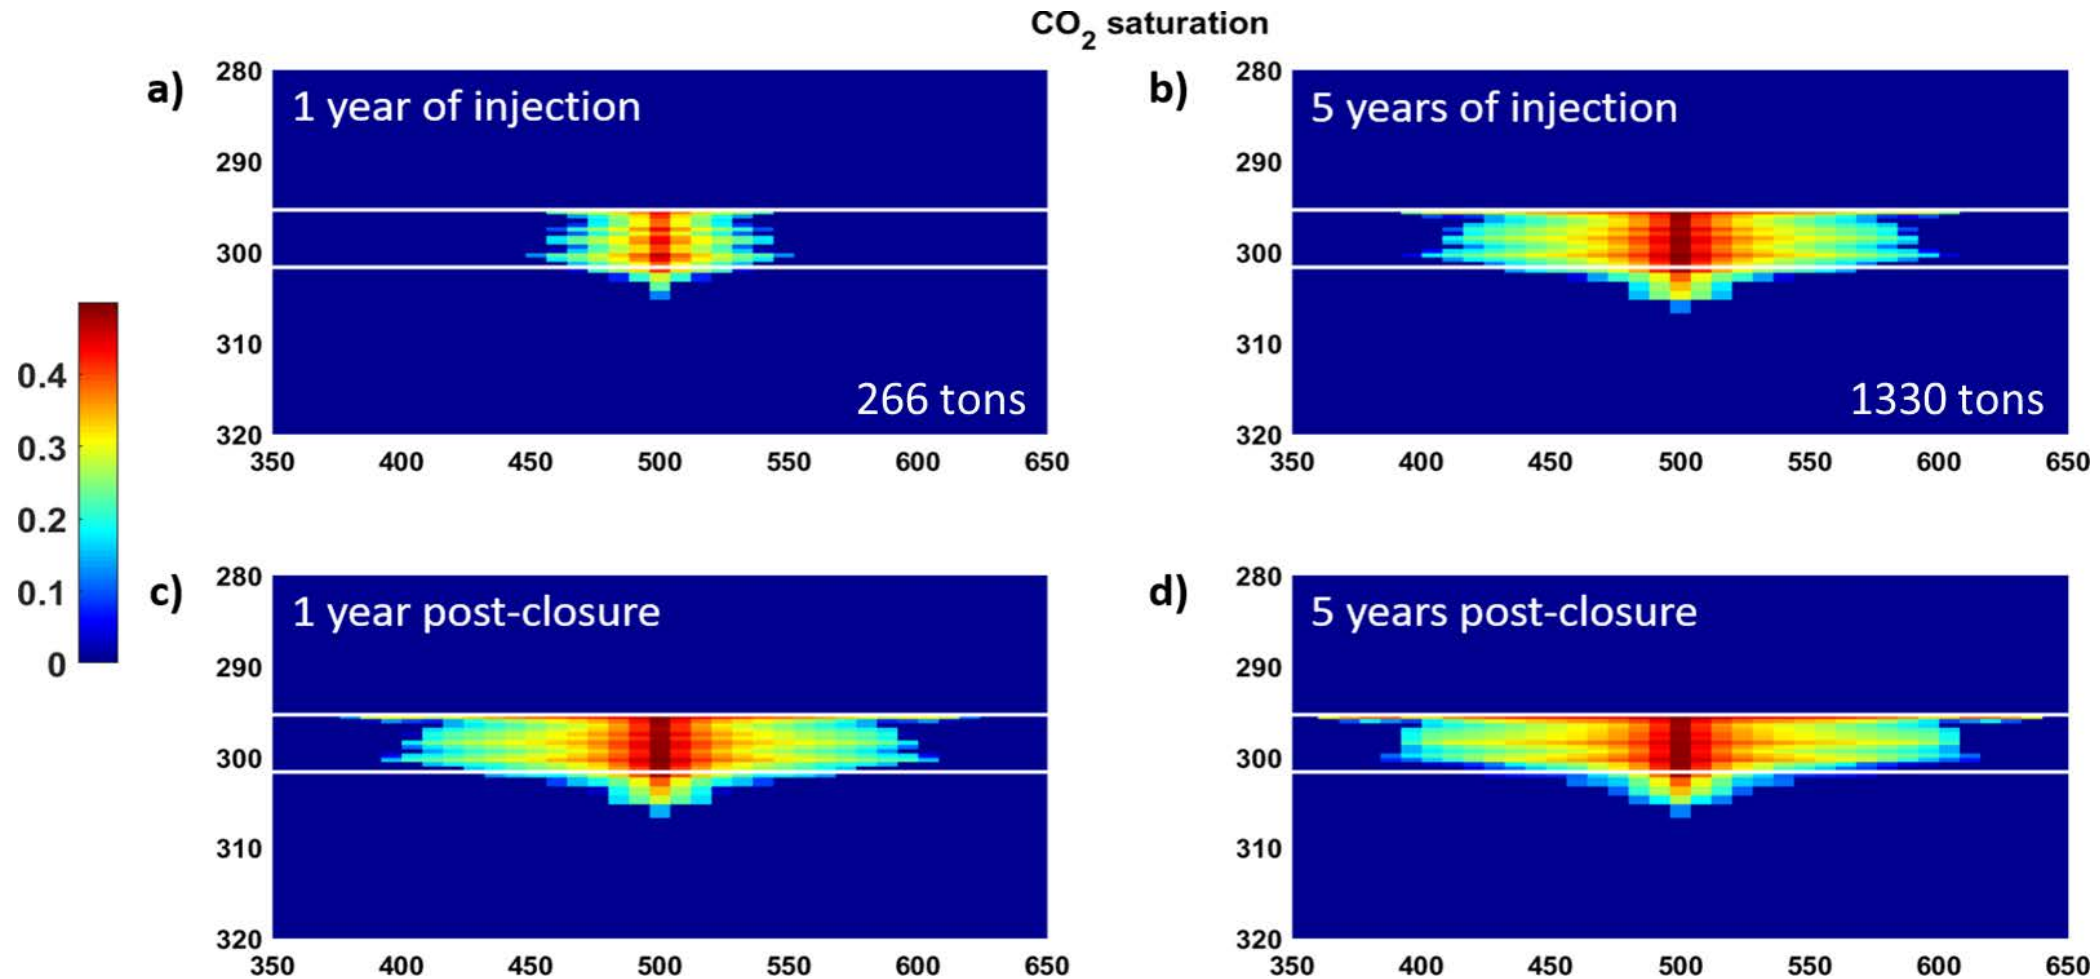 CO2 saturation
a)
280
290
300
310
320
350 400 450 500 550 600 650
1 year of injection
266 tons
b)
280
290
300
310
320
350 400 450 500 550 600 650
5 years of injection
1330 tons
0.4
0.3
0.2
0.1
0
c)
280
290
300
310
320
350 400 450 500 550 600 650
1 year post-closure
d)
280
290
300
310
320
350 400 450 500 550 600 650
5 years post-closure